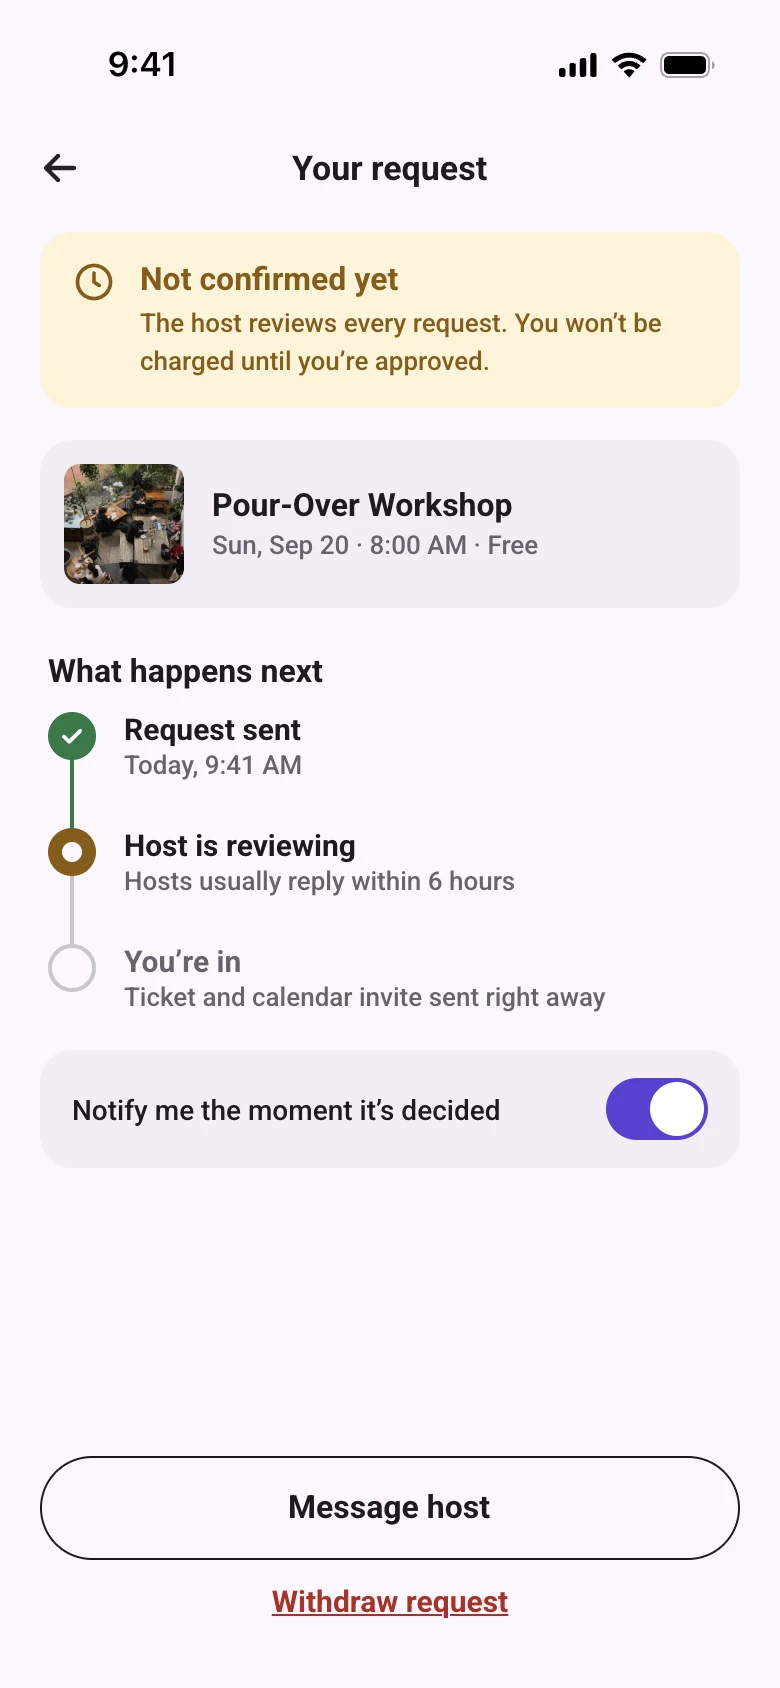 9:41
Your request
Not confirmed yet
The host reviews every request. You won’t be
charged until you’re approved.
Pour-Over Workshop
Sun, Sep 20 · 8:00 AM · Free
What happens next
Request sent
Today, 9:41 AM
Host is reviewing
Hosts usually reply within 6 hours
You’re in
Ticket and calendar invite sent right away
Notify me the moment it’s decided
Message host
Withdraw request